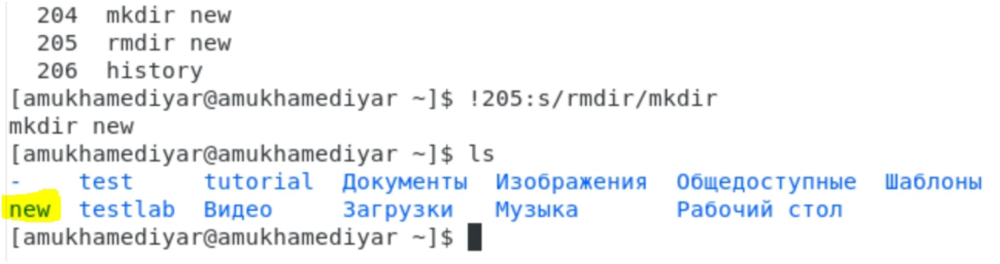 204 mkdir new
205 rmdir new
206 history
[amukhamediyar@amukhamediyar ~]$ !205:s/rmdir/mkdir
mkdir new
[amukhamediyar@amukhamediyar ~]$ ls
- test tutorial Документы Изображения Общедоступные Шаблоны
new testlab Видео Загрузки Музыка Рабочий стол
[amukhamediyar@amukhamediyar ~]$